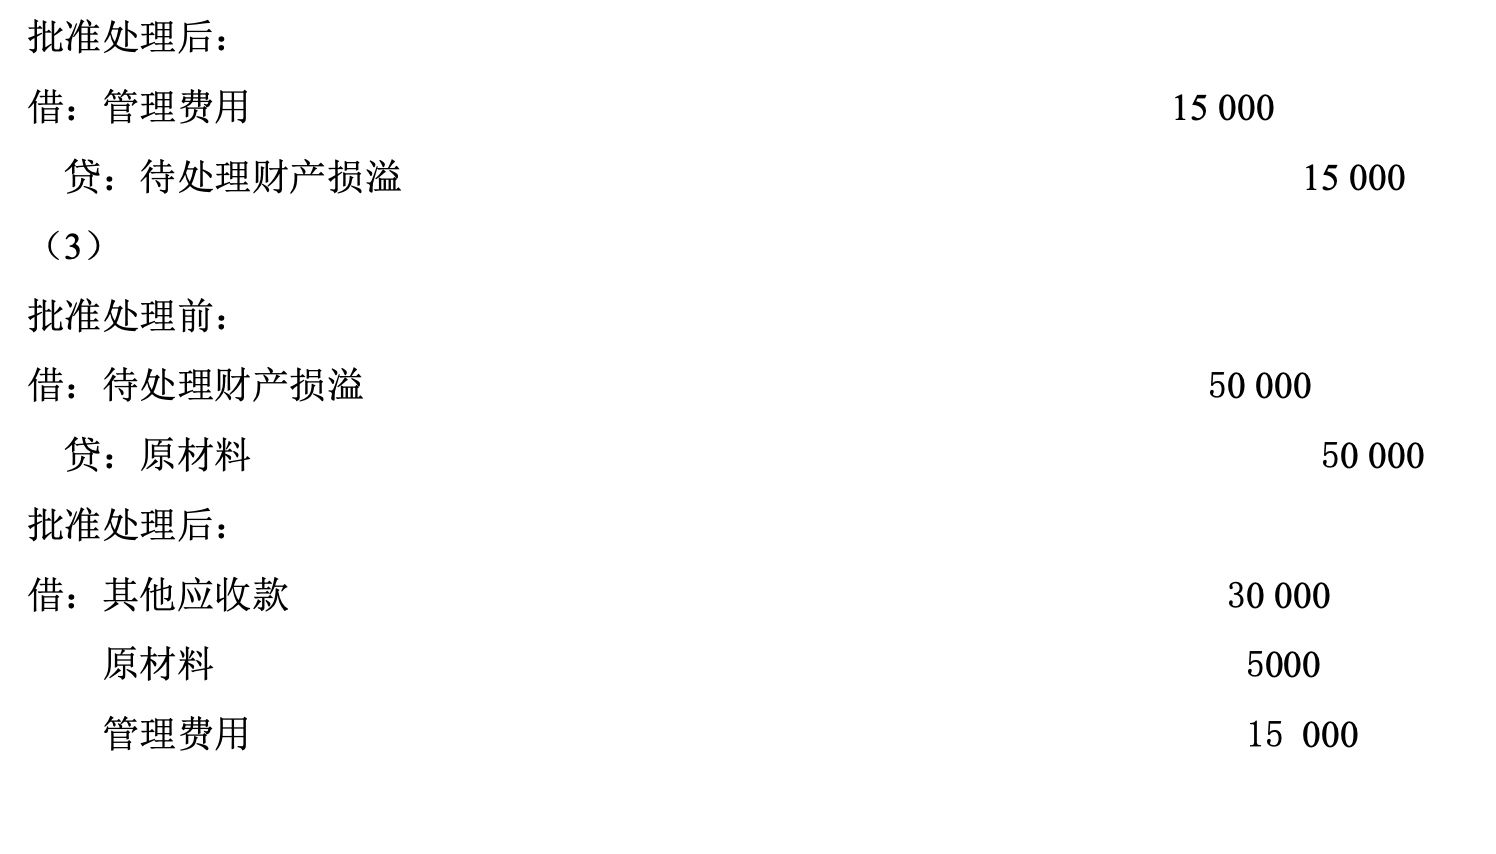 批准处理后：
借：管理费用 15 000
贷：待处理财产损溢 15 000
（3）
批准处理前：
借：待处理财产损溢 50 000
贷：原材料 50 000
批准处理后：
借：其他应收款 30 000
原材料 5000
管理费用 15 000